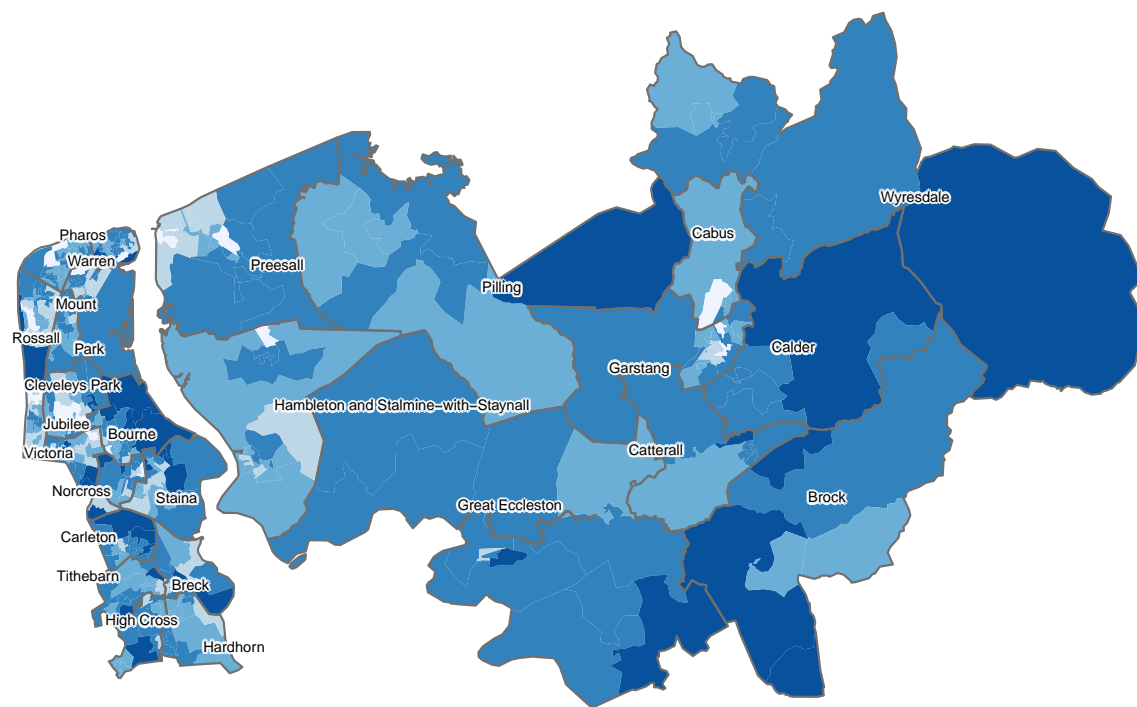 Wyresdale
Pharos
Cabus
Warren
Preesall
Pilling
Mount
Rossall
Park
Calder
Garstang
Cleveleys Park
Hambleton and Stalmine–with–Staynall
Jubilee
Bourne
Victoria
Catterall
Norcross
Staina
Brock
Great Eccleston
Carleton
Tithebarn
Breck
High Cross
Hardhorn